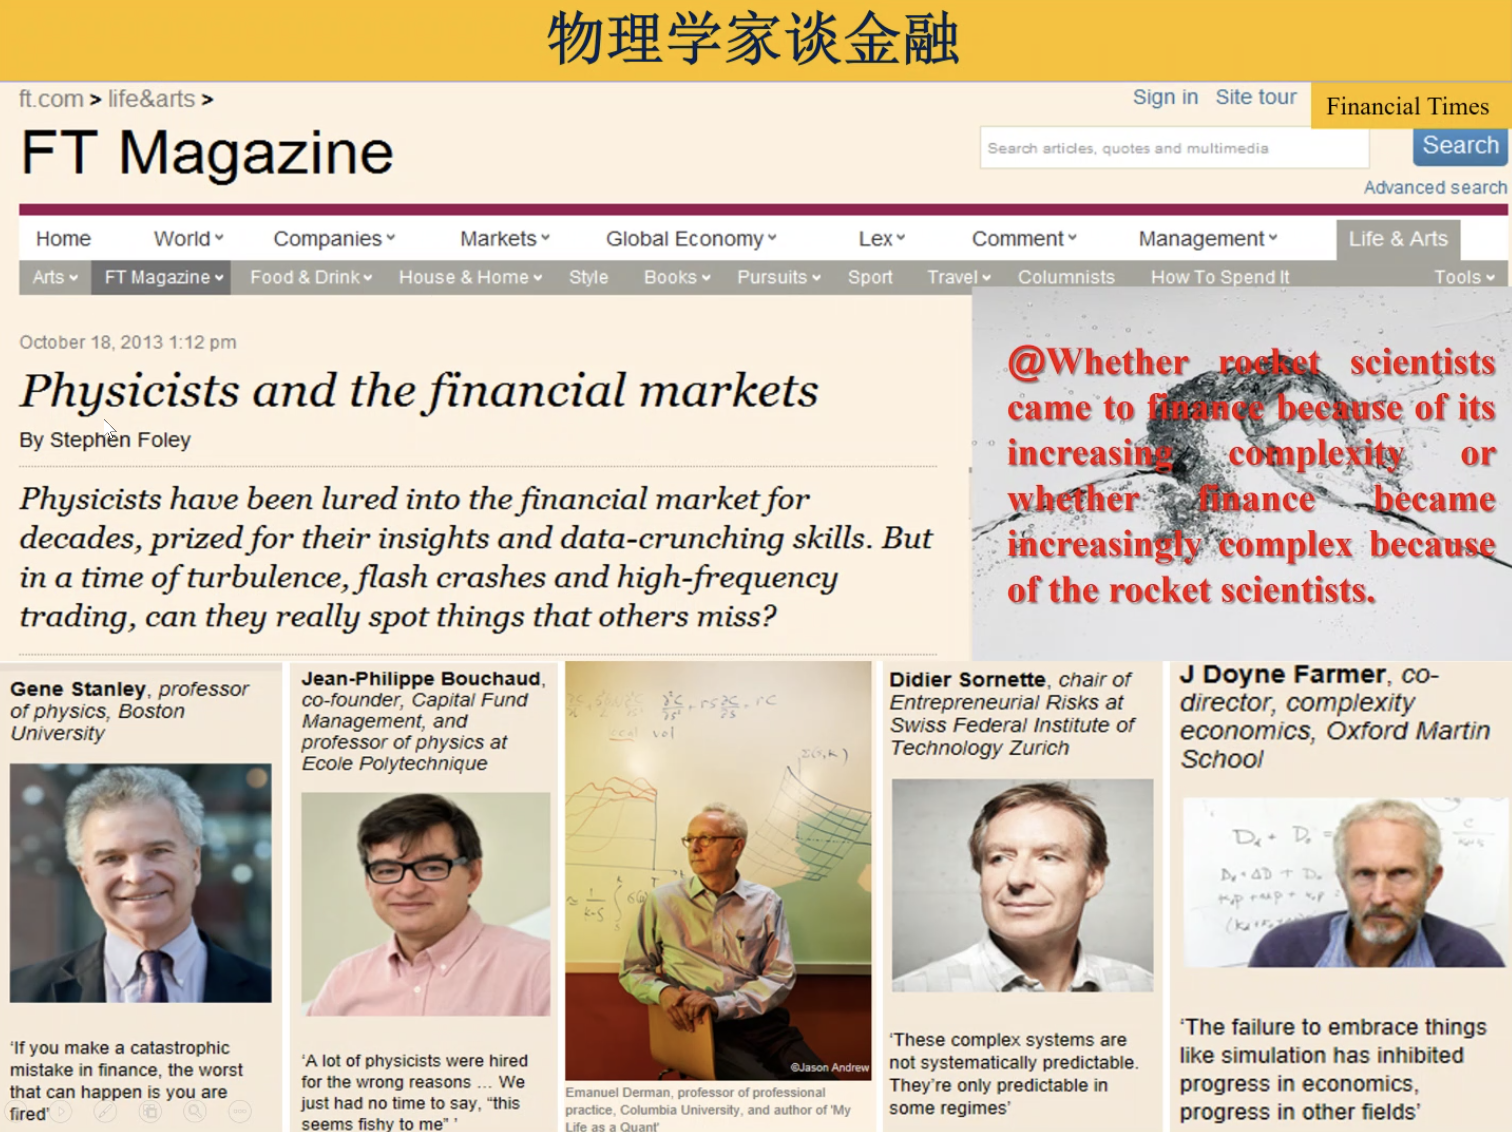 物理学家谈金融
ft.com > life&arts >
Sign in Site tour
Financial Times
FT Magazine
Search articles, quotes and multimedia
Search
Advanced search
Home World Companies Markets Global Economy Lex Comment Management Life & Arts
Arts FT Magazine Food & Drink House & Home Style Books Pursuits Sport Travel Columnists How To Spend It Tools
October 18, 2013 1:12 pm
Physicists and the financial markets
By Stephen Foley
Physicists have been lured into the financial market for
decades, prized for their insights and data-crunching skills. But
in a time of turbulence, flash crashes and high-frequency
trading, can they really spot things that others miss?
@Whether rocket scientists
came to finance because of its
increasing complexity or
whether finance became
increasingly complex because
of the rocket scientists.
Gene Stanley, professor
of physics, Boston
University
'If you make a catastrophic
mistake in finance, the worst
that can happen is you are
fired'
Jean-Philippe Bouchaud,
co-founder, Capital Fund
Management, and
professor of physics at
Ecole Polytechnique
'A lot of physicists were hired
for the wrong reasons ... We
just had no time to say, "this
seems fishy to me" '
real vol
©Jason Andrew
Emanuel Derman, professor of professional
practice, Columbia University, and author of 'My
Life as a Quant'
Didier Sornette, chair of
Entrepreneurial Risks at
Swiss Federal Institute of
Technology Zurich
'These complex systems are
not systematically predictable.
They're only predictable in
some regimes'
J Doyne Farmer, co-
director, complexity
economics, Oxford Martin
School
'The failure to embrace things
like simulation has inhibited
progress in economics,
progress in other fields'